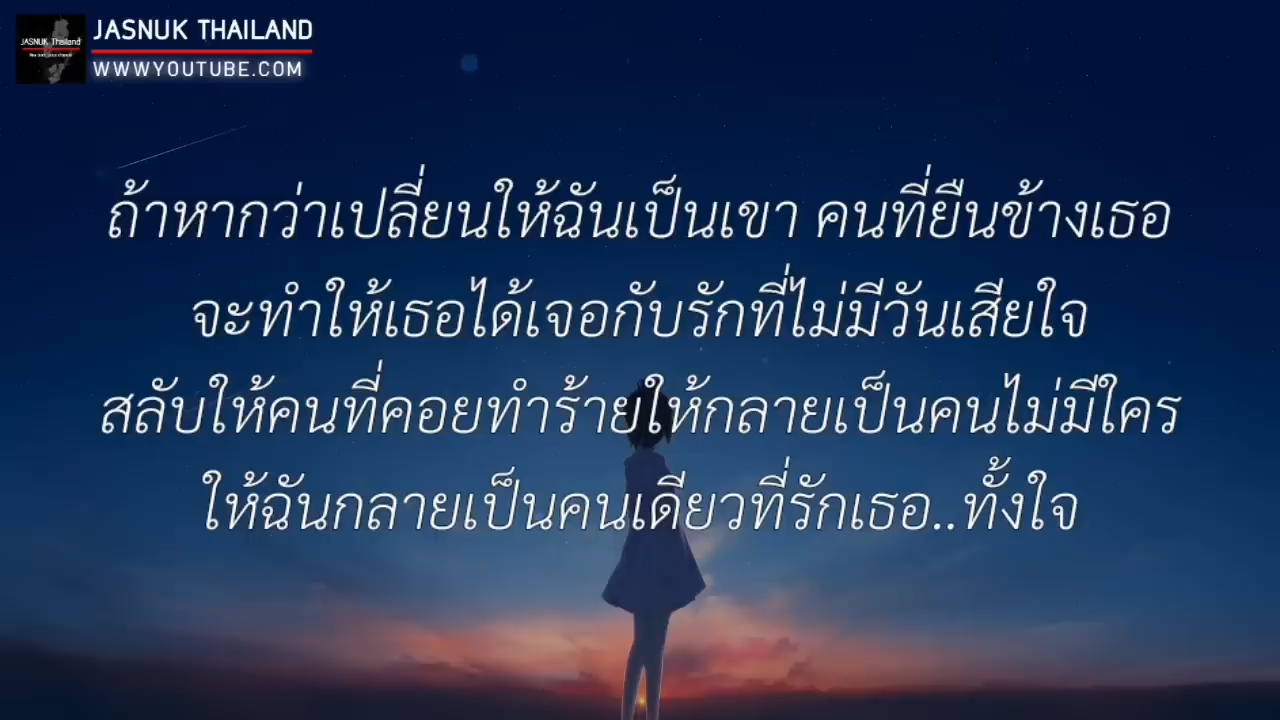 JASNUK THAILAND
WWWYOUTUBE.COM
JASNUK Thailand
ถ้าหากว่าเปลี่ยนให้ฉันเป็นเขา คนที่ยืนข้างเธอ
จะทำให้เธอได้เจอกับรักที่ไม่มีวันเสียใจ
สลับให้คนที่คอยทำร้ายให้กลายเป็นคนไม่มีใคร
ให้ฉันกลายเป็นคนเดียวที่รักเธอ..ทั้งใจ